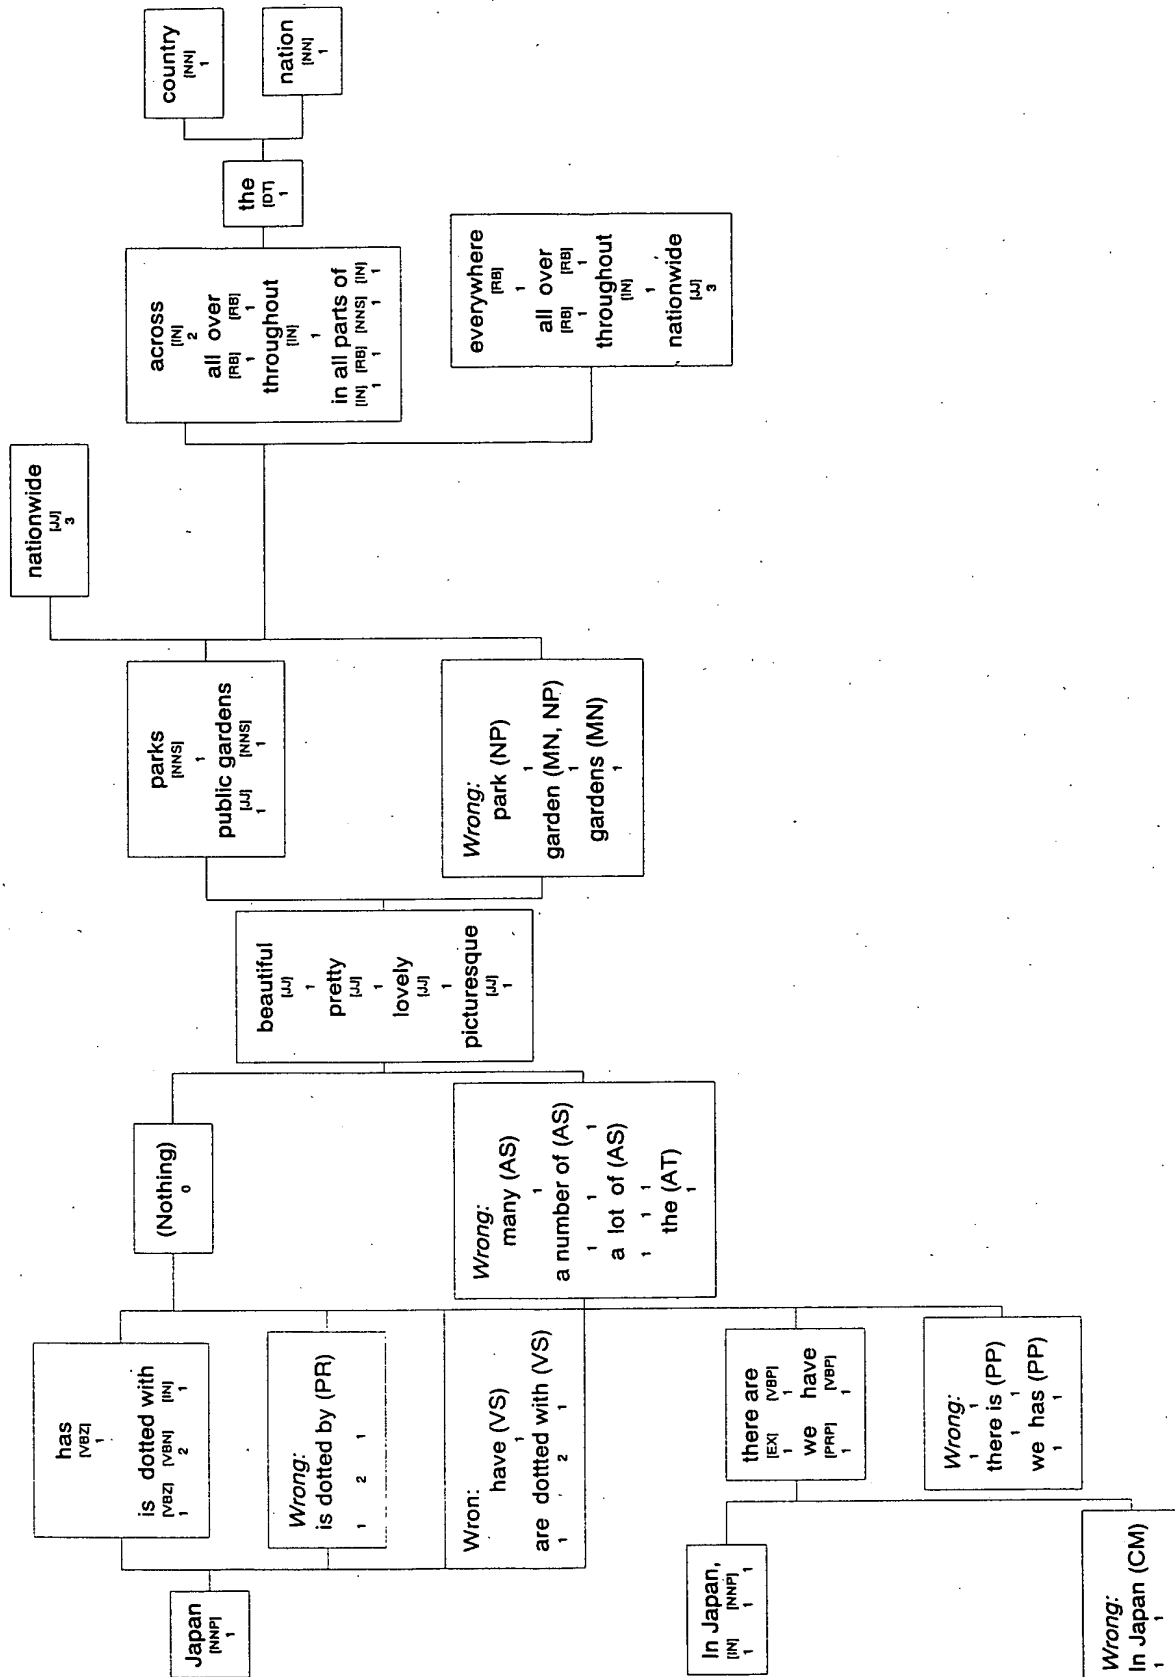 Japan
[NNP]
1
has
[VBZ]
1
is dotted with
[VBZ] [VBN] [IN]
1 2 1
Wrong:
is dotted by (PR)
1 2 1
Wron:
have (VS)
1
are dottted with (VS)
1 2 1
In Japan,
[IN] [NNP]
1 1 1
Wrong:
In Japan (CM)
1 1
there are
[EX] [VBP]
1 1
we have
[PRP] [VBP]
1 1
Wrong:
1 1
there is (PP)
1 1
we has (PP)
1 1
(Nothing)
0
Wrong:
many (AS)
1
a number of (AS)
1 1 1
a lot of (AS)
1 1 1
the (AT)
1
beautiful
[JJ]
1
pretty
[JJ]
1
lovely
[JJ]
1
picturesque
[JJ]
1
parks
[NNS]
1
public gardens
[JJ] [NNS]
1 1
Wrong:
park (NP)
1
garden (MN, NP)
1
gardens (MN)
1
nationwide
[JJ]
3
across
[IN]
2
all over
[RB] [RB]
1 1
throughout
[IN]
1
in all parts of
[IN] [RB] [NNS] [IN]
1 1 1 1
everywhere
[RB]
1
all over
[RB] [RB]
1 1
throughout
[IN]
1
nationwide
[JJ]
3
the
[DT]
1
country
[NN]
1
nation
[NN]
1